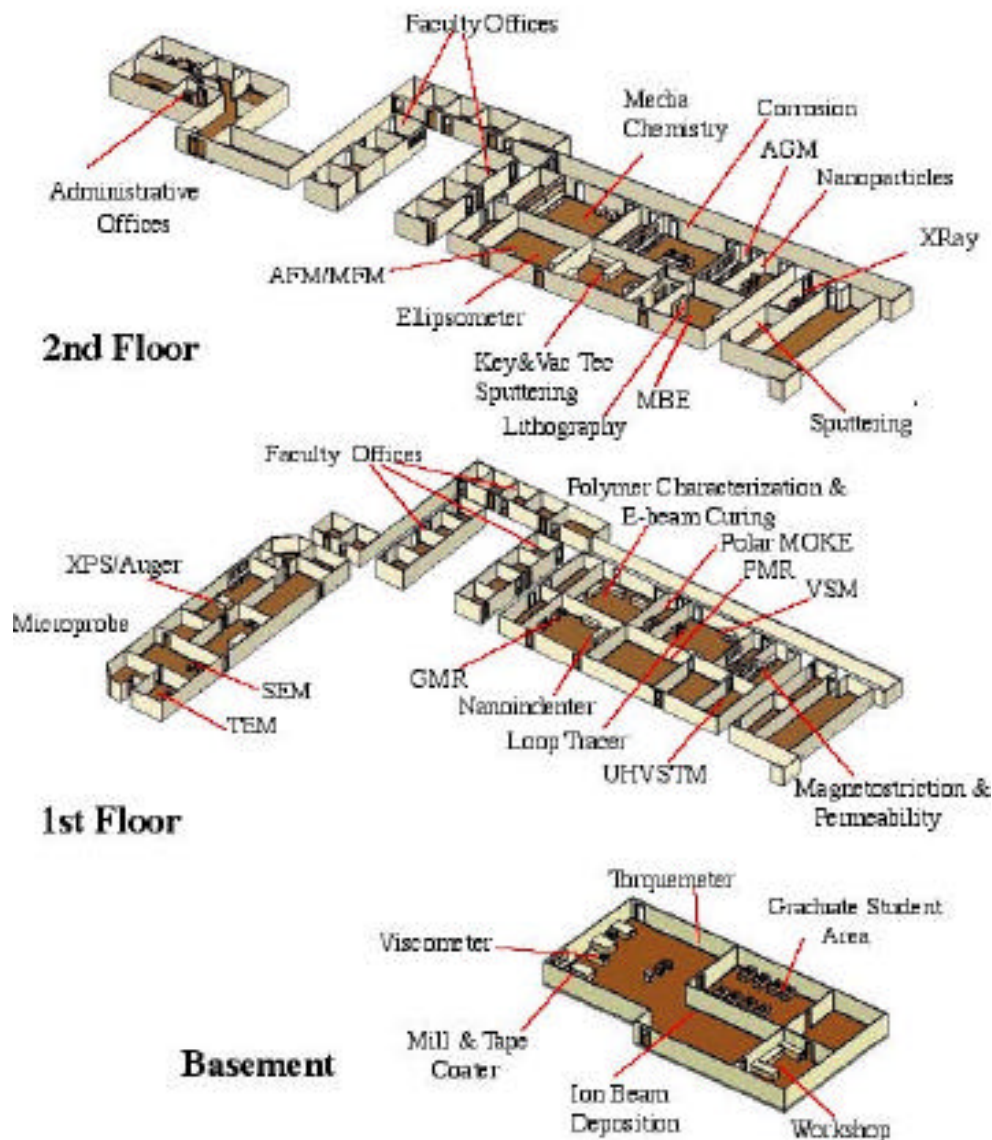 Faculty Offices
Mecha
Chemistry
Corrosion
AGM
Nanoparticles
XRay
Administrative
Offices
AFM/MFM
Ellipsometer
2nd Floor
Key&Vac Tec
Sputtering
MBE
Lithography
Sputtering
Faculty Offices
Polymer Characterization &
E-beam Curing
Polar MOKE
XPS/Auger
FMR
VSM
Microprobe
SEM
GMR
TEM
Nanoindenter
Loop Tracer
UHVSTM
1st Floor
Magnetostriction &
Permeability
Torquemeter
Graduate Student
Area
Viscometer
Mill & Tape
Coater
Basement
Ion Beam
Deposition
Workshop